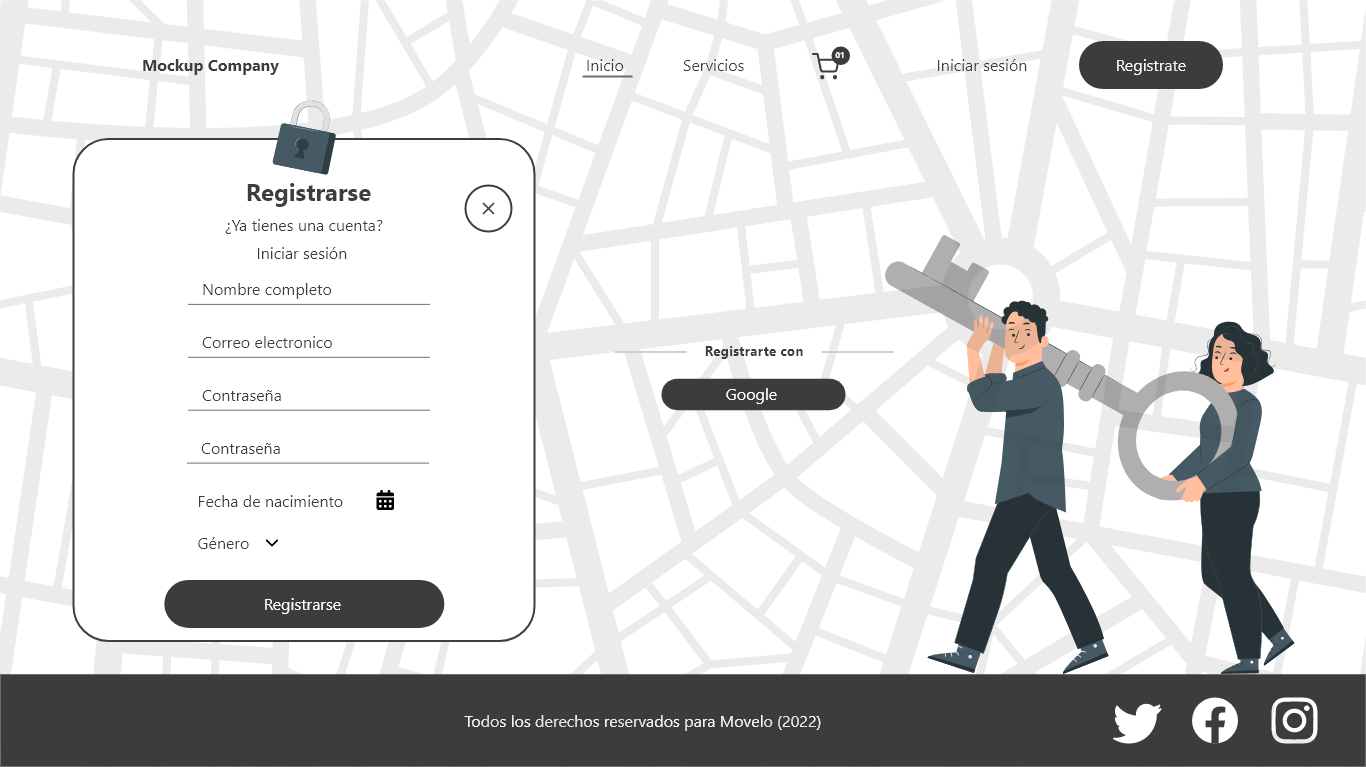 Mockup Company
Inicio
Servicios
01
Iniciar sesión
Registrate
Registrarse
¿Ya tienes una cuenta?
Iniciar sesión
Nombre completo
Correo electronico
Contraseña
Contraseña
Fecha de nacimiento
Género
Registrarse
Registrarte con
Google
Todos los derechos reservados para Movelo (2022)